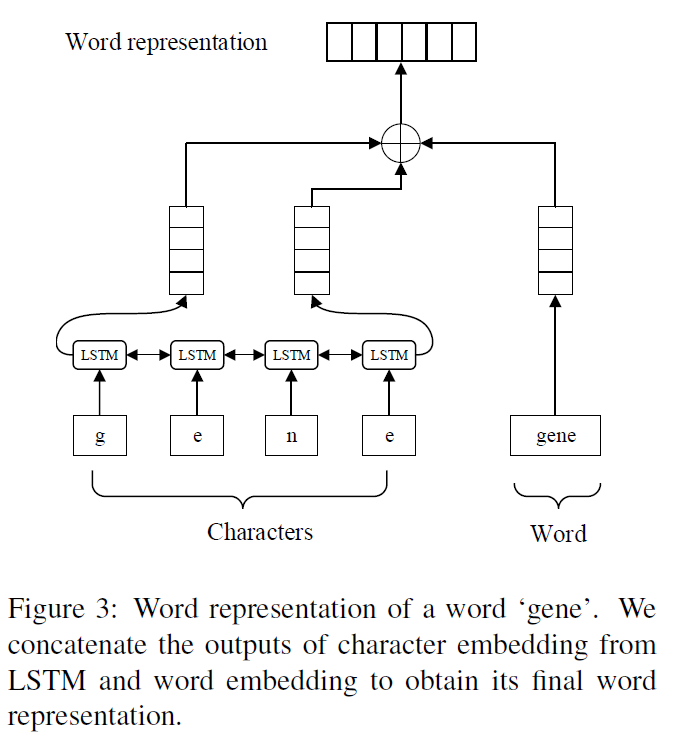 Word representation
LSTM LSTM LSTM LSTM
g e n e gene
Characters Word
Figure 3: Word representation of a word ‘gene’. We
concatenate the outputs of character embedding from
LSTM and word embedding to obtain its final word
representation.